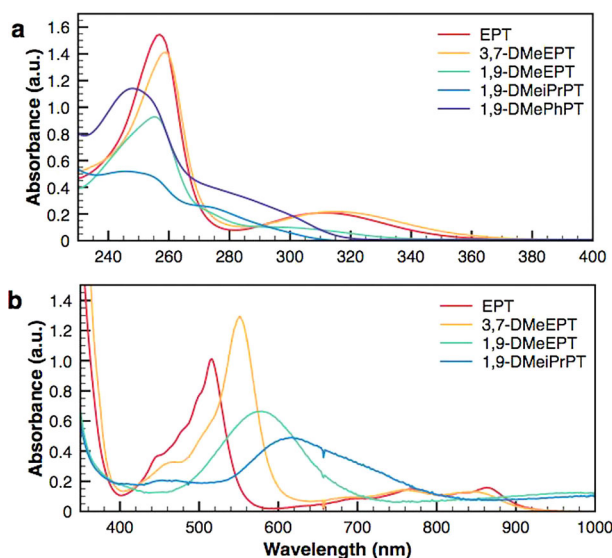 a
Absorbance (a.u.)
1.6
1.4
1.2
1.0
0.8
0.6
0.4
0.2
0
EPT
3,7-DMeEPT
1,9-DMeEPT
1,9-DMeiPrPT
1,9-DMePhPT
240 260 280 300 320 340 360 380 400
b
Absorbance (a.u.)
1.4
1.2
1.0
0.8
0.6
0.4
0.2
0
EPT
3,7-DMeEPT
1,9-DMeEPT
1,9-DMeiPrPT
400 500 600 700 800 900 1000
Wavelength (nm)